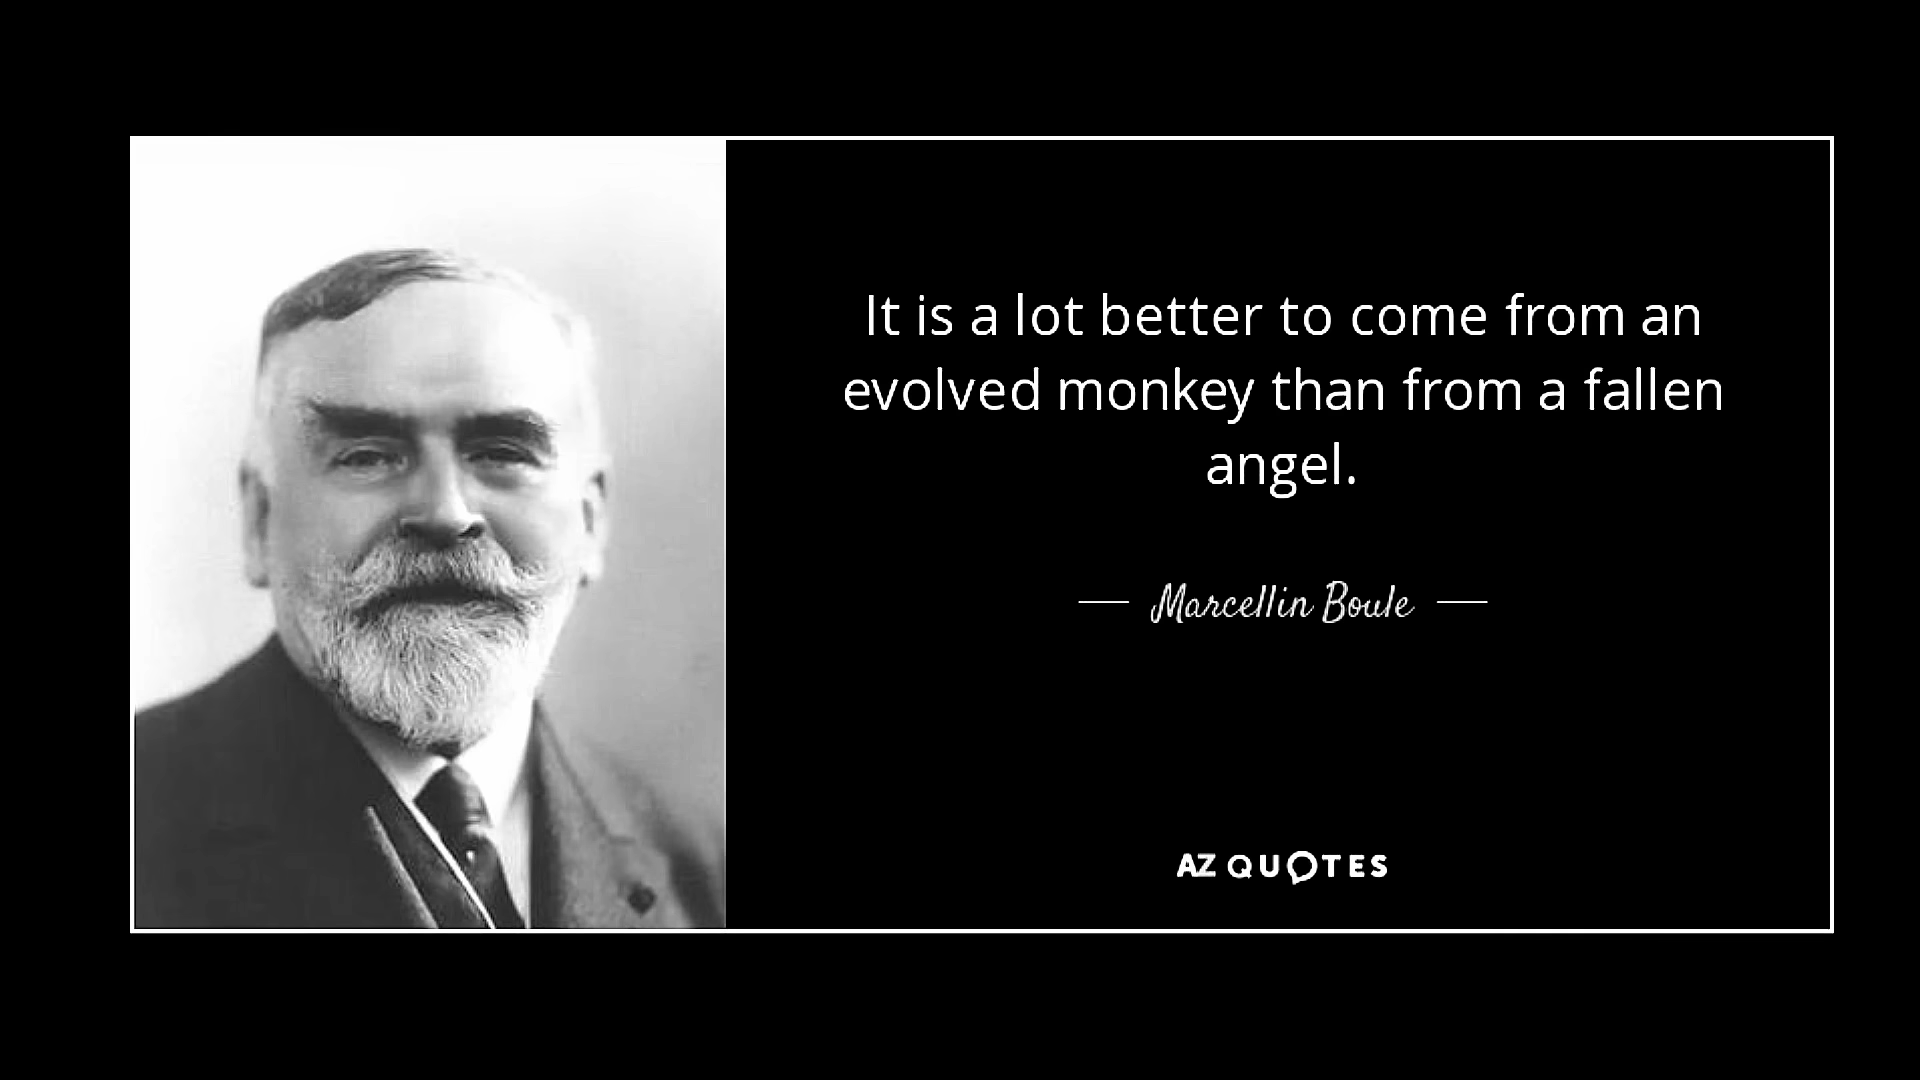 It is a lot better to come from an
evolved monkey than from a fallen
angel.
Marcellin Boule
AZ QUOTES